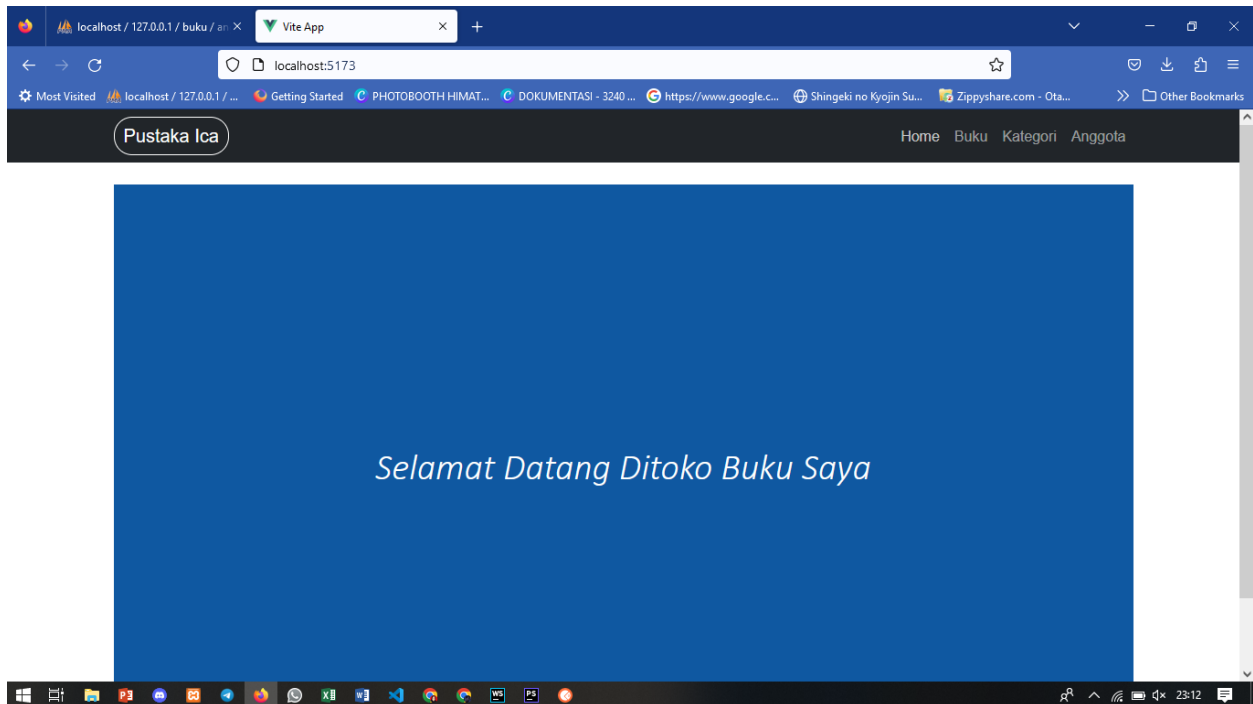 localhost / 127.0.0.1 / buku / an
Vite App
localhost:5173
Most Visited localhost / 127.0.0.1 / ... Getting Started PHOTOBOOTH HIMAT... DOKUMENTASI - 3240 ... https://www.google.c... Shingeki no Kyojin Su... Zippyshare.com - Ota... Other Bookmarks
Pustaka Ica Home Buku Kategori Anggota
Selamat Datang Ditoko Buku Saya
23:12